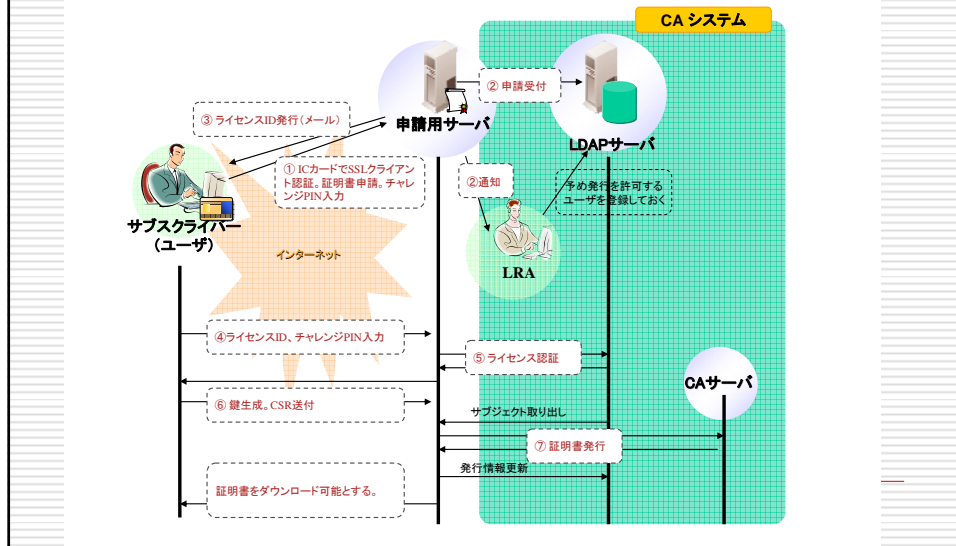 CA システム
② 申請受付
③ ライセンスID発行(メール)
申請用サーバ
LDAPサーバ
① ICカードでSSLクライアン
ト認証。証明書申請。チャレ
ンジPIN入力
②通知
予め発行を許可する
ユーザを登録しておく
サブスクライバー
(ユーザ)
インターネット
LRA
④ライセンスID、チャレンジPIN入力
⑤ ライセンス認証
CAサーバ
⑥ 鍵生成。CSR送付
サブジェクト取り出し
⑦ 証明書発行
発行情報更新
証明書をダウンロード可能とする。